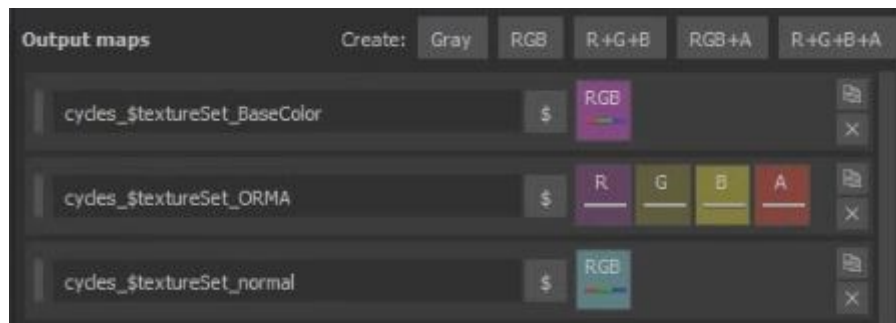 Output maps Create: Gray RGB R+G+B RGB+A R+G+B+A
cycles_$textureSet_BaseColor $ RGB
cycles_$textureSet_ORMA $ R G B A
cycles_$textureSet_normal $ RGB